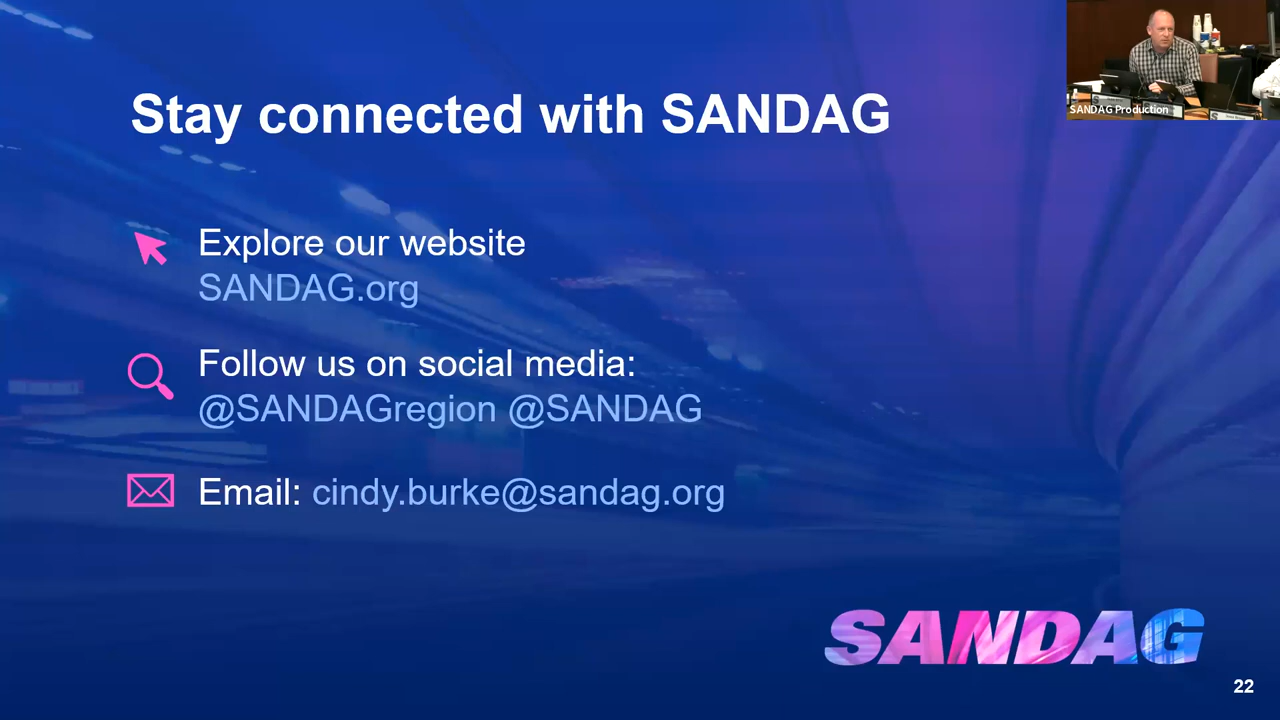 Stay connected with SANDAG
SANDAG Production
Explore our website
SANDAG.org
Follow us on social media:
@SANDAGregion @SANDAG
Email: cindy.burke@sandag.org
SANDAG
22